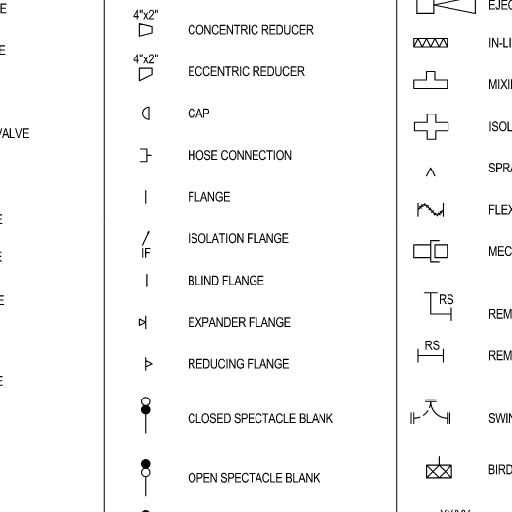 4"x2"
CONCENTRIC REDUCER
4"x2"
ECCENTRIC REDUCER
CAP
HOSE CONNECTION
FLANGE
ISOLATION FLANGE
IF
BLIND FLANGE
EXPANDER FLANGE
REDUCING FLANGE
CLOSED SPECTACLE BLANK
OPEN SPECTACLE BLANK
EJEC
IN-LI
MIXI
ISOL
SPRA
FLEX
MEC
RS
REM
RS
REM
SWIN
BIRD
E
E
VALVE
E
E
E
E